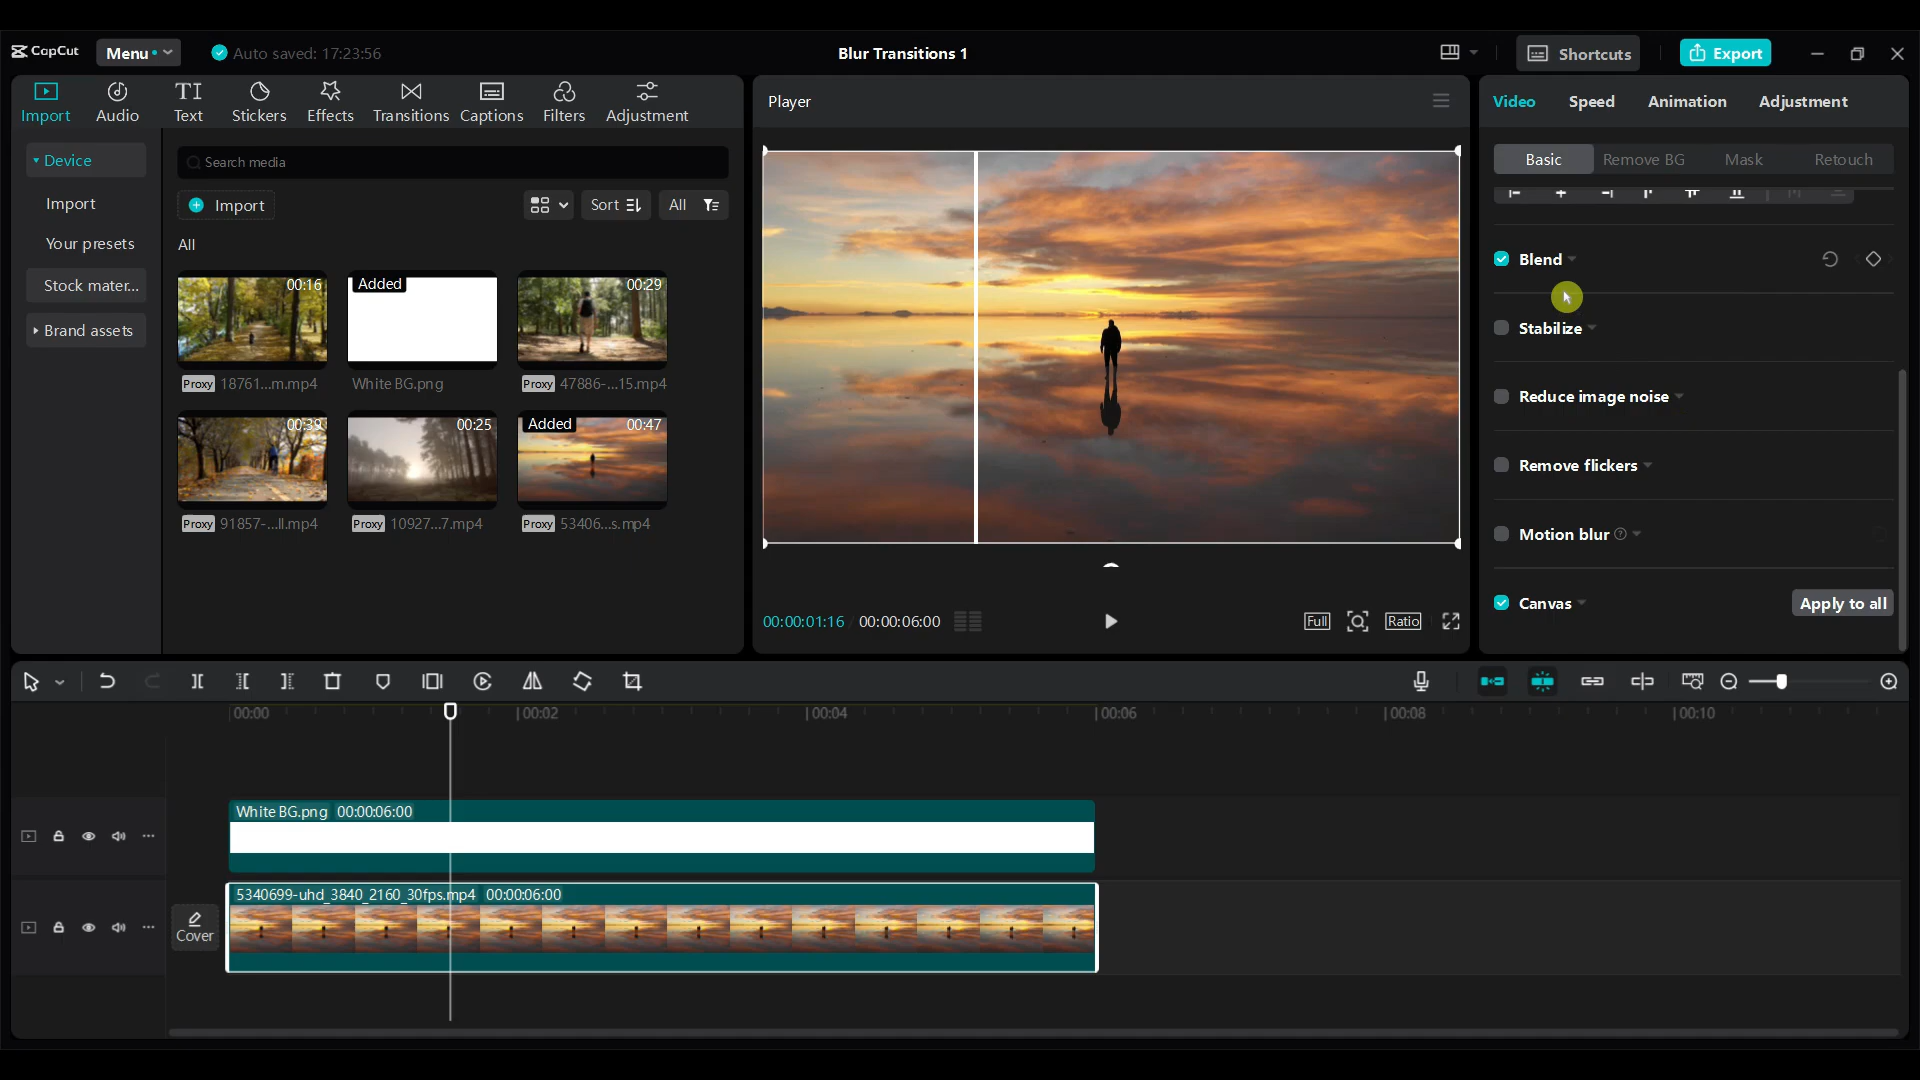 CapCut
Menu
Auto saved: 17:23:56
Blur Transitions 1
Shortcuts
Export
Import
Audio
TI
Text
Stickers
Effects
Transitions
Captions
Filters
Adjustment
Player
Video
Speed
Animation
Adjustment
Device
Import
Your presets
Stock mater...
Brand assets
Search media
Import
Sort
All
All
00:16
Proxy 18761...m.mp4
Added
White BG.png
00:29
Proxy 47886-...15.mp4
00:39
Proxy 91857-...ll.mp4
00:25
Proxy 10927...7.mp4
Added
00:47
Proxy 53406...s.mp4
00:00:01:16
00:00:06:00
Full
Ratio
Basic
Remove BG
Mask
Retouch
Blend
Stabilize
Reduce image noise
Remove flickers
Motion blur
Canvas
Apply to all
00:00
00:02
00:04
00:06
00:08
00:10
White BG.png 00:00:06:00
Cover
5340699-uhd_3840_2160_30fps.mp4 00:00:06:00